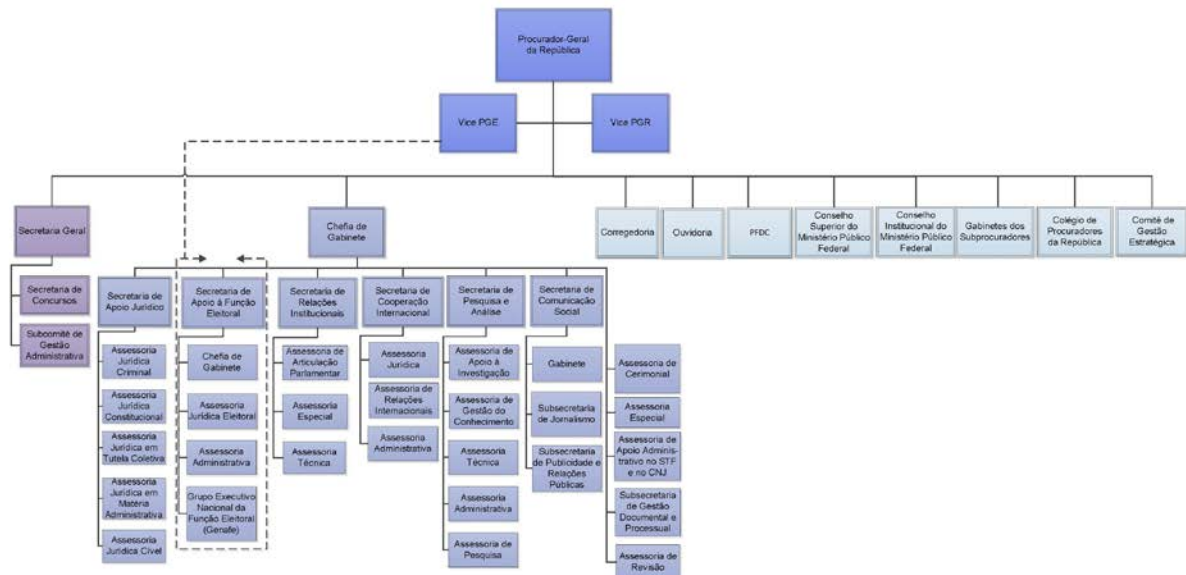 Procurador-Geral
da República
Vice PGE
Vice PGR
Secretaria Geral
Chefia de
Gabinete
Corregedoria
Ouvidoria
PFDC
Conselho
Superior do
Ministério Público
Federal
Conselho
Institucional do
Ministério Público
Federal
Gabinetes dos
Subprocuradores
Colégio de
Procuradores
da República
Comitê de
Gestão
Estratégica
Secretaria de
Concursos
Subcomitê de
Gestão
Administrativa
Secretaria de
Apoio Jurídico
Assessoria
Jurídica
Criminal
Assessoria
Jurídica
Constitucional
Assessoria
Jurídica em
Tutela Coletiva
Assessoria
Jurídica em
Matéria
Administrativa
Assessoria
Jurídica Cível
Secretaria de
Apoio à Função
Eleitoral
Chefia de
Gabinete
Assessoria
Jurídica Eleitoral
Assessoria
Administrativa
Grupo Executivo
Nacional da
Função Eleitoral
(Genafe)
Secretaria de
Relações
Institucionais
Assessoria de
Articulação
Parlamentar
Assessoria
Especial
Assessoria
Técnica
Secretaria de
Cooperação
Internacional
Assessoria
Jurídica
Assessoria de
Relações
Internacionais
Assessoria
Administrativa
Secretaria de
Pesquisa e
Análise
Assessoria
de Apoio à
Investigação
Assessoria de
Gestão do
Conhecimento
Assessoria
Técnica
Assessoria
Administrativa
Assessoria de
Pesquisa
Secretaria de
Comunicação
Social
Gabinete
Subsecretaria
de Jornalismo
Subsecretaria
de Publicidade e
Relações
Públicas
Assessoria de
Cerimonial
Assessoria
Especial
Assessoria de
Apoio Adminis-
trativo no STF
e no CNJ
Subsecretaria
de Gestão
Documental e
Processual
Assessoria de
Revisão